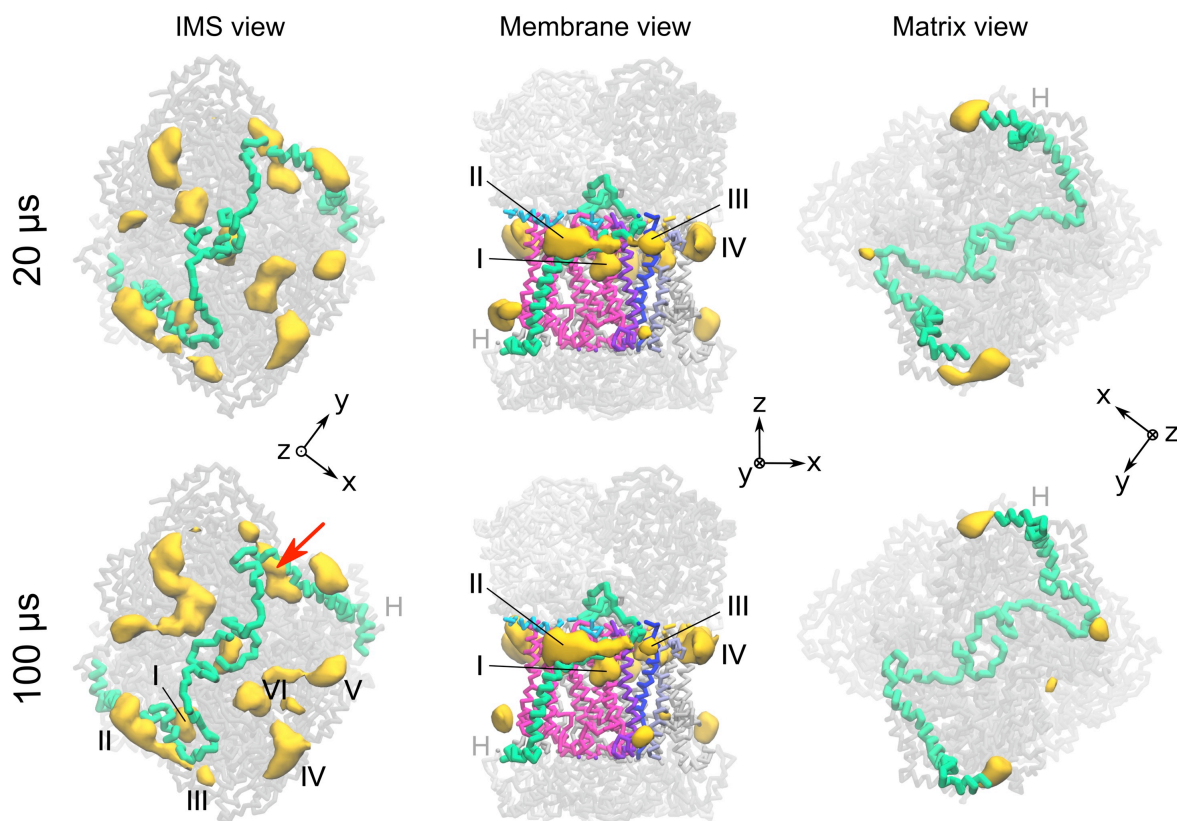 IMS view
Membrane view
Matrix view
20 µs
H
II
III
I
IV
H
y
z
x
z
y
x
x
z
y
100 µs
H
I
VI
V
II
IV
III
II
III
I
IV
H
H